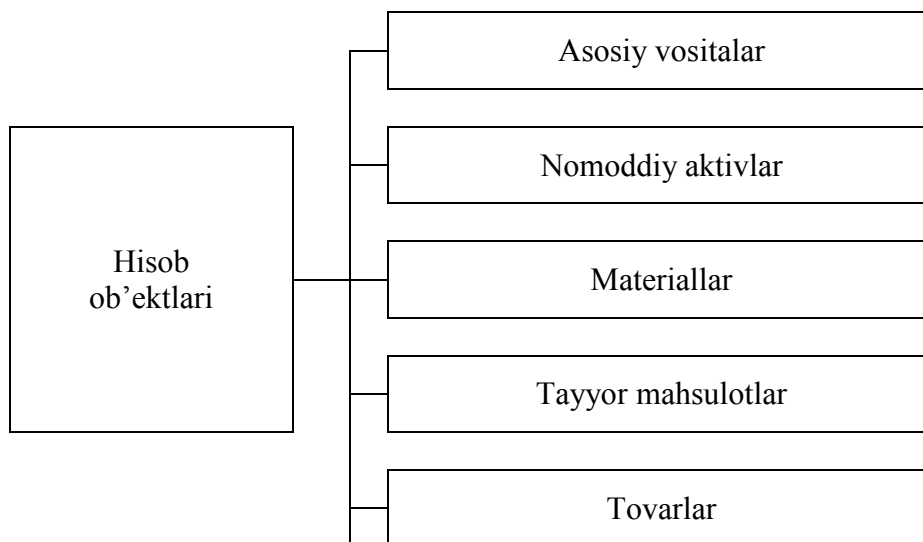 Asosiy vositalar
Nomoddiy aktivlar
Hisob
ob’ektlari
Materiallar
Tayyor mahsulotlar
Tovarlar